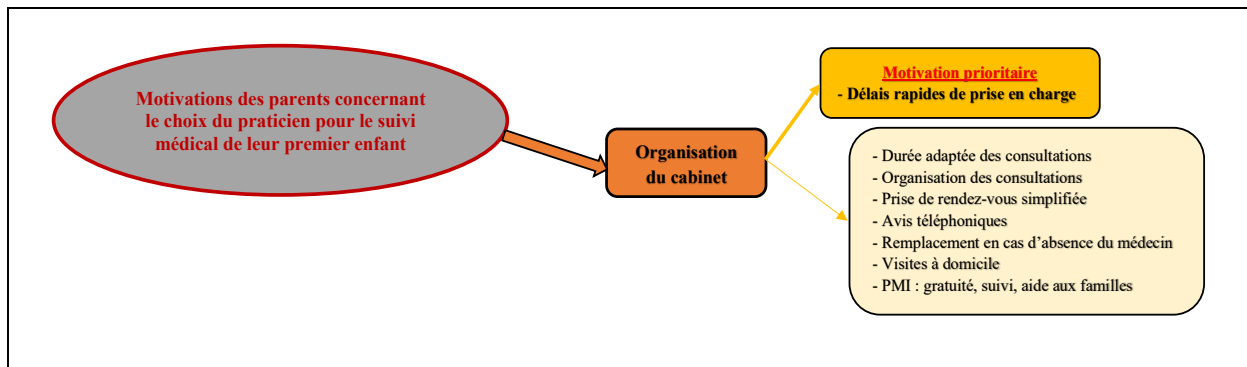 Motivations des parents concernant
le choix du praticien pour le suivi
médical de leur premier enfant
Organisation
du cabinet
Motivation prioritaire
- Délais rapides de prise en charge
- Durée adaptée des consultations
- Organisation des consultations
- Prise de rendez-vous simplifiée
- Avis téléphoniques
- Remplacement en cas d’absence du médecin
- Visites à domicile
- PMI : gratuité, suivi, aide aux familles